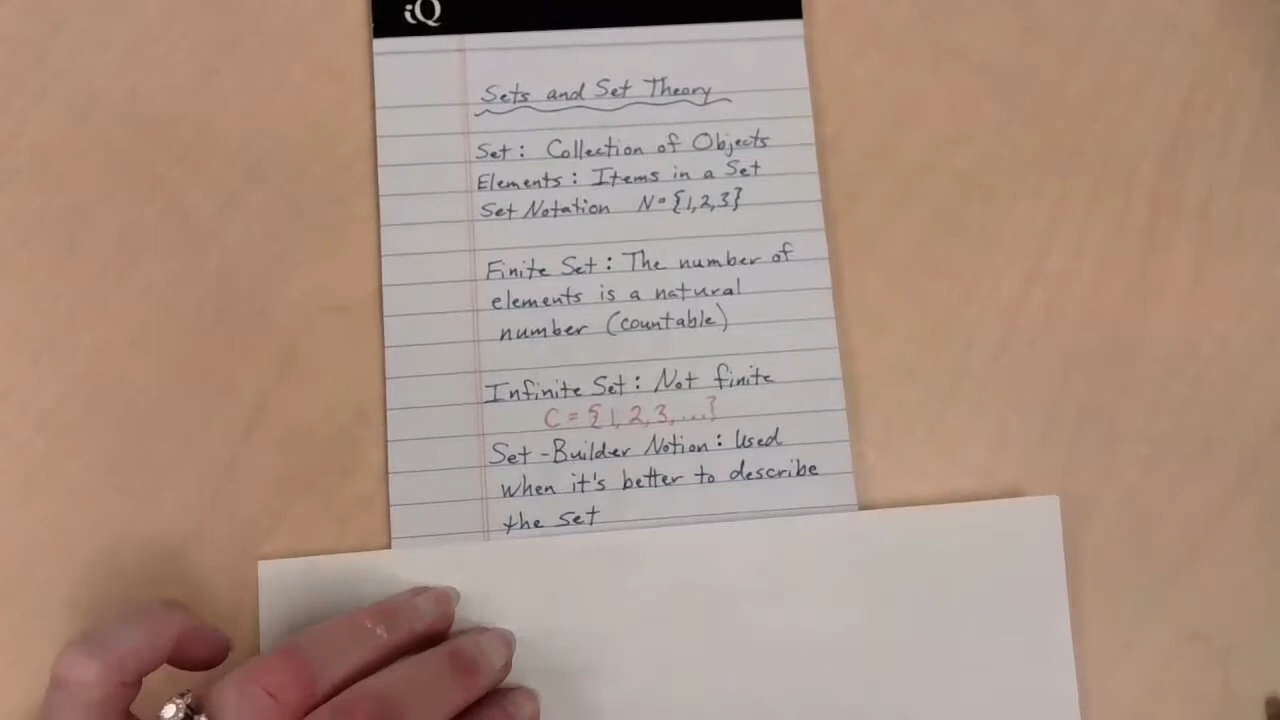 iQ
Sets and Set Theory
Set: Collection of Objects
Elements: Items in a Set
Set Notation N={1,2,3}
Finite Set: The number of
elements is a natural
number (countable)
Infinite Set: Not finite
C = {1,2,3,...}
Set-Builder Notion: Used
when it's better to describe
the set